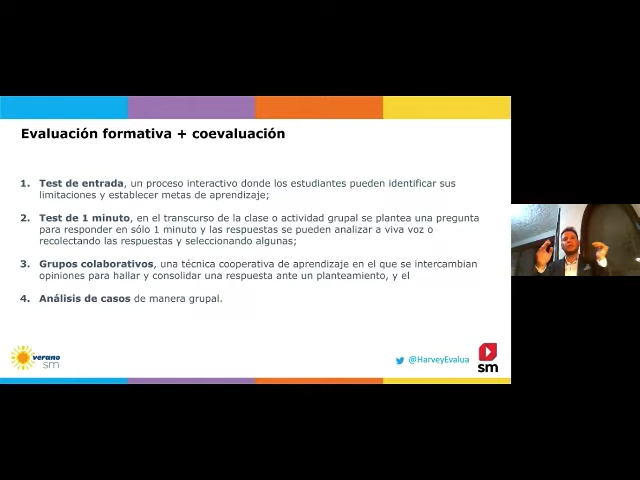 Evaluación formativa + coevaluación
1. Test de entrada, un proceso interactivo donde los estudiantes pueden identificar sus
limitaciones y establecer metas de aprendizaje;
2. Test de 1 minuto, en el transcurso de la clase o actividad grupal se plantea una pregunta
para responder en sólo 1 minuto y las respuestas se pueden analizar a viva voz o
recolectando las respuestas y seleccionando algunas;
3. Grupos colaborativos, una técnica cooperativa de aprendizaje en el que se intercambian
opiniones para hallar y consolidar una respuesta ante un planteamiento, y el
4. Análisis de casos de manera grupal.
verano
sm
@HarveyEvalua
sm